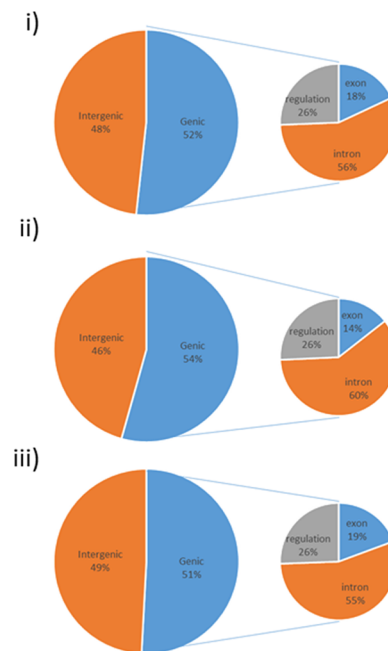 i)
Intergenic
48%
Genic
52%
regulation
26%
exon
18%
intron
56%
ii)
Intergenic
46%
Genic
54%
regulation
26%
exon
14%
intron
60%
iii)
Intergenic
49%
Genic
51%
regulation
26%
exon
19%
intron
55%